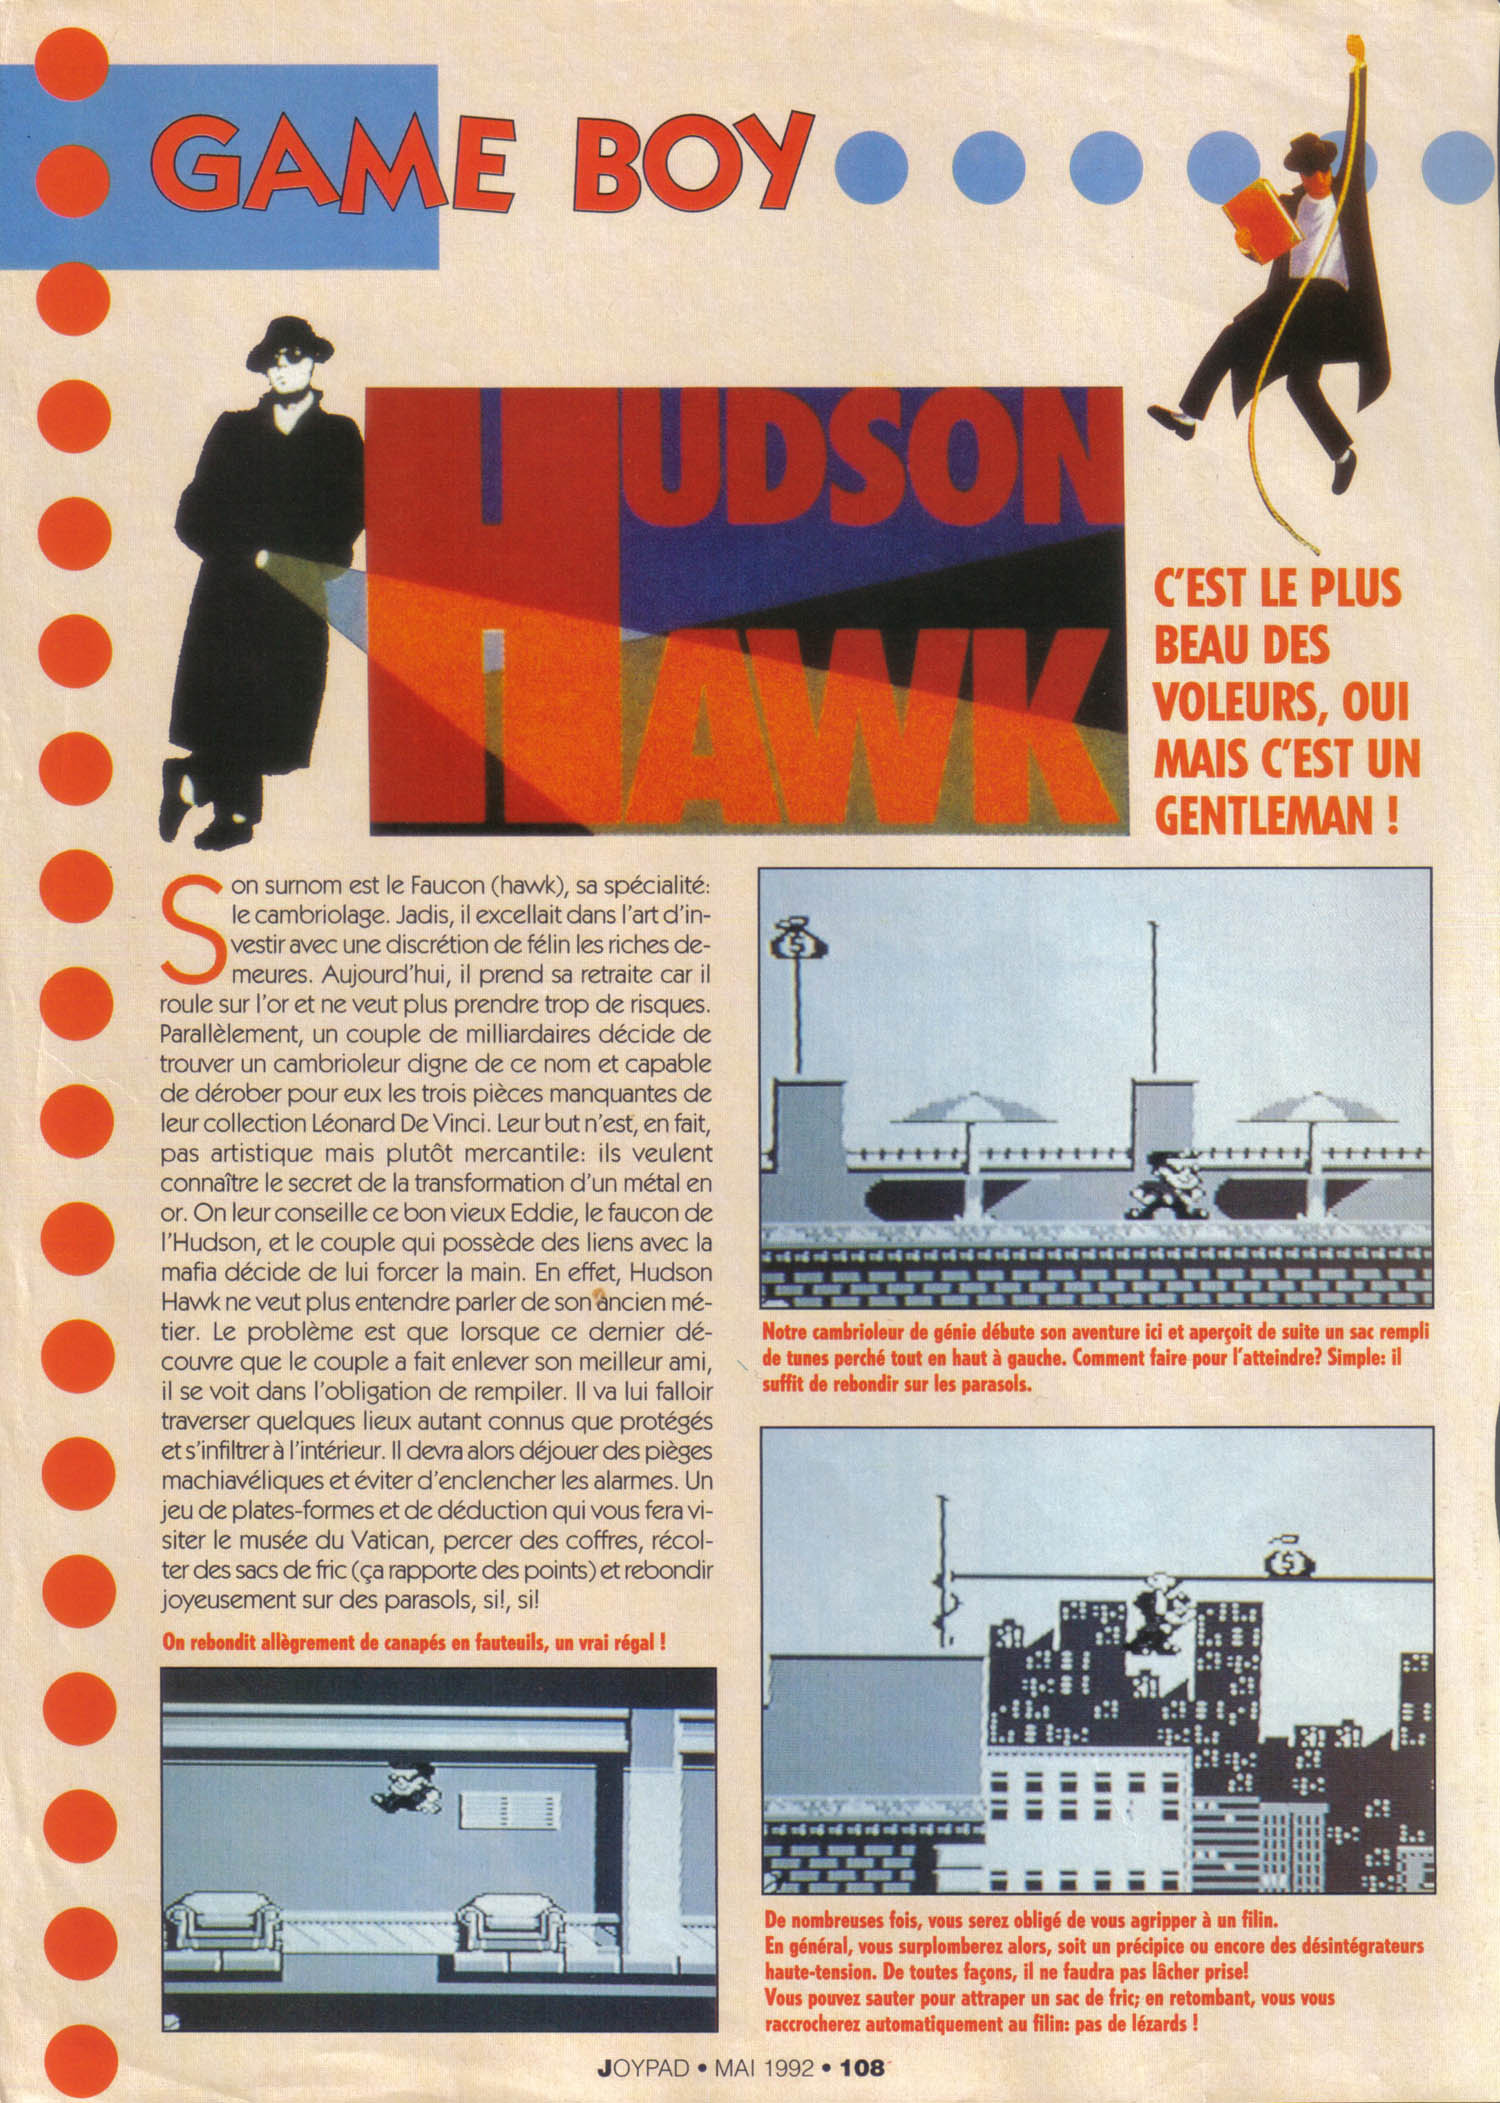 GAME BOY
HUDSON
HAWK
C'EST LE PLUS
BEAU DES
VOLEURS, OUI
MAIS C'EST UN
GENTLEMAN !
Son surnom est le Faucon (hawk), sa spécialité:
le cambriolage. Jadis, il excellait dans l'art d'in-
vestir avec une discrétion de félin les riches de-
meures. Aujourd'hui, il prend sa retraite car il
roule sur l'or et ne veut plus prendre trop de risques.
Parallèlement, un couple de milliardaires décide de
trouver un cambrioleur digne de ce nom et capable
de dérober pour eux les trois pièces manquantes de
leur collection Léonard De Vinci. Leur but n'est, en fait,
pas artistique mais plutôt mercantile: ils veulent
connaître le secret de la transformation d'un métal en
or. On leur conseille ce bon vieux Eddie, le faucon de
l'Hudson, et le couple qui possède des liens avec la
mafia décide de lui forcer la main. En effet, Hudson
Hawk ne veut plus entendre parler de son ancien mé-
tier. Le problème est que lorsque ce dernier dé-
couvre que le couple a fait enlever son meilleur ami,
il se voit dans l'obligation de rempiler. Il va lui falloir
traverser quelques lieux autant connus que protégés
et s'infiltrer à l'intérieur. Il devra alors déjouer des pièges
machiavéliques et éviter d'enclencher les alarmes. Un
jeu de plates-formes et de déduction qui vous fera vi-
siter le musée du Vatican, percer des coffres, récol-
ter des sacs de fric (ça rapporte des points) et rebondir
joyeusement sur des parasols, si!, si!
On rebondit allègrement de canapés en fauteuils, un vrai régal !
$
Notre cambrioleur de génie débute son aventure ici et aperçoit de suite un sac rempli
de tunes perché tout en haut à gauche. Comment faire pour l'atteindre? Simple: il
suffit de rebondir sur les parasols.
$
De nombreuses fois, vous serez obligé de vous agripper à un filin.
En général, vous surplomberez alors, soit un précipice ou encore des désintégrateurs
haute-tension. De toutes façons, il ne faudra pas lâcher prise!
Vous pouvez sauter pour attraper un sac de fric; en retombant, vous vous
raccrocherez automatiquement au filin: pas de lézards !
JOYPAD • MAI 1992 • 108